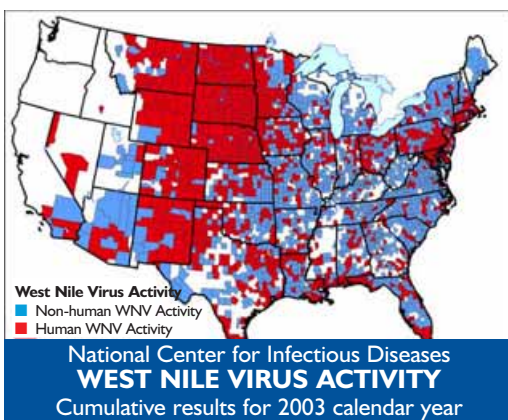 West Nile Virus Activity
Non-human WNV Activity
Human WNV Activity
National Center for Infectious Diseases
WEST NILE VIRUS ACTIVITY
Cumulative results for 2003 calendar year